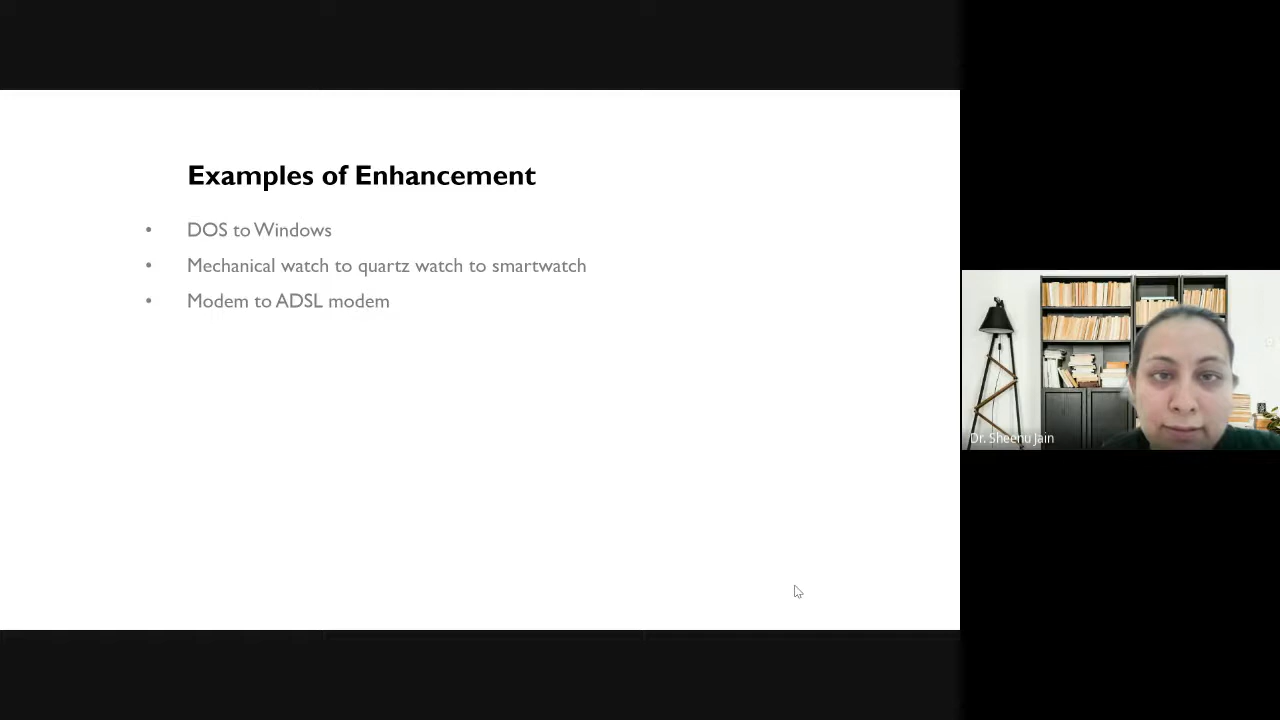 Examples of Enhancement
• DOS to Windows
• Mechanical watch to quartz watch to smartwatch
• Modem to ADSL modem
Dr. Sheenu Jain